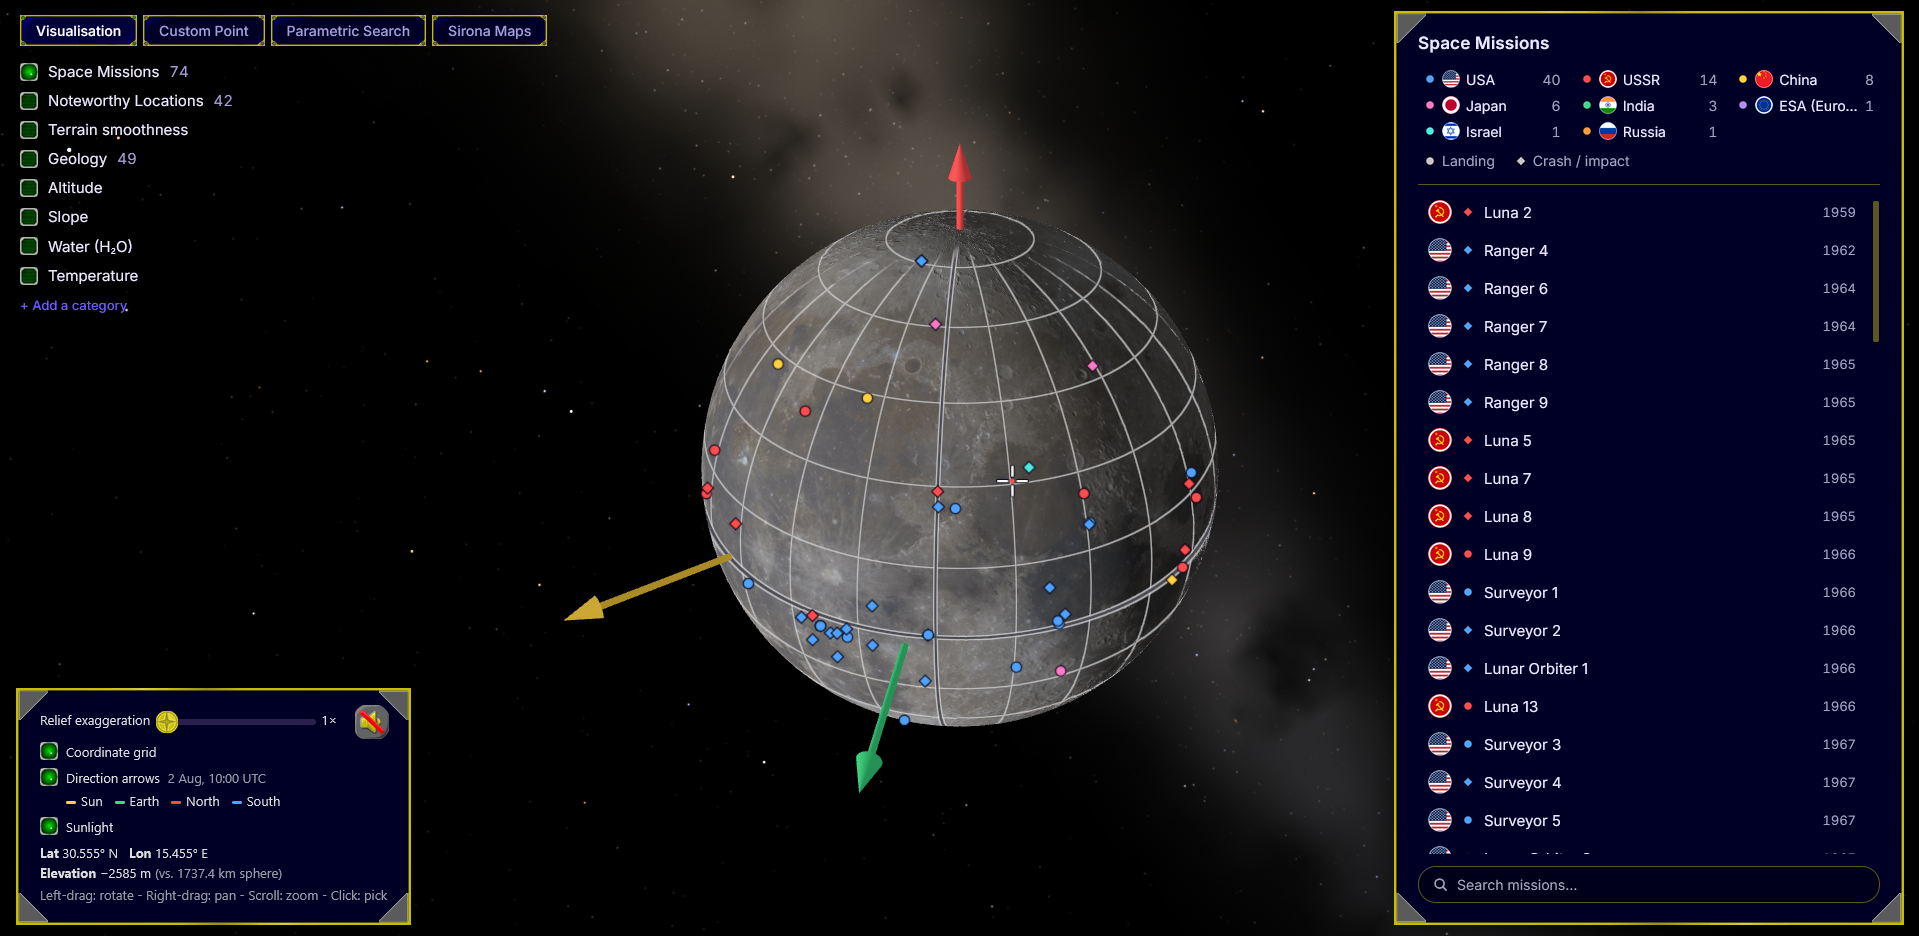 Visualisation
Custom Point
Parametric Search
Sirona Maps
Space Missions 74
Noteworthy Locations 42
Terrain smoothness
Geology 49
Altitude
Slope
Water (H₂O)
Temperature
+ Add a category
Relief exaggeration 1×
Coordinate grid
Direction arrows 2 Aug, 10:00 UTC
Sun Earth North South
Sunlight
Lat 30.555° N Lon 15.455° E
Elevation −2585 m (vs. 1737.4 km sphere)
Left-drag: rotate - Right-drag: pan - Scroll: zoom - Click: pick
Space Missions
USA 40 USSR 14 China 8
Japan 6 India 3 ESA (Euro... 1
Israel 1 Russia 1
Landing Crash / impact
Luna 2 1959
Ranger 4 1962
Ranger 6 1964
Ranger 7 1964
Ranger 8 1965
Ranger 9 1965
Luna 5 1965
Luna 7 1965
Luna 8 1965
Luna 9 1966
Surveyor 1 1966
Surveyor 2 1966
Lunar Orbiter 1 1966
Luna 13 1966
Surveyor 3 1967
Surveyor 4 1967
Surveyor 5 1967
Search missions...